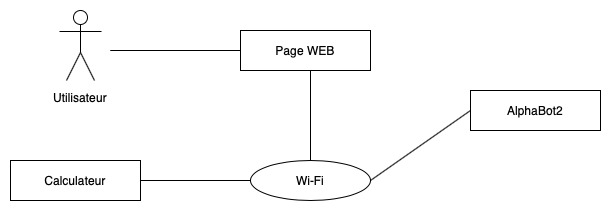 Page WEB
Utilisateur
AlphaBot2
Calculateur
Wi-Fi